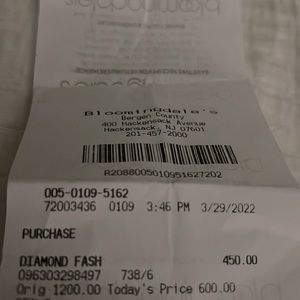 bloomingdales
Bloomingdale's
Bergen County
400 Hackensack Avenue
Hackensack, NJ 07601
201-457-2000
R2088005010951627202
005-0109-5162
72003436 0109 3:46 PM 3/29/2022
PURCHASE
DIAMOND FASH 450.00
096303298497 738/6
Orig 1200.00 Today's Price 600.00